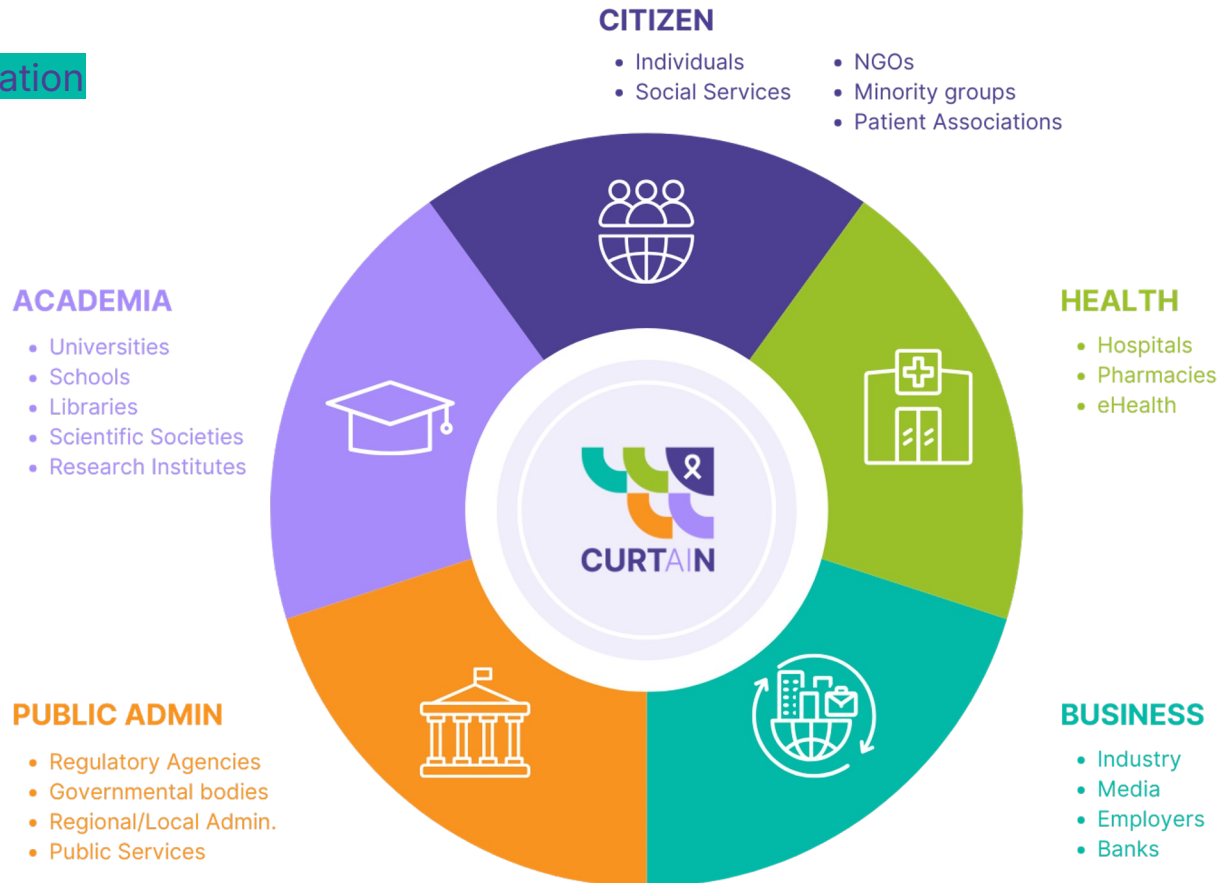 CITIZEN
• Individuals
• Social Services
• NGOs
• Minority groups
• Patient Associations
ation
ACADEMIA
• Universities
• Schools
• Libraries
• Scientific Societies
• Research Institutes
HEALTH
• Hospitals
• Pharmacies
• eHealth
CURTAIN
PUBLIC ADMIN
• Regulatory Agencies
• Governmental bodies
• Regional/Local Admin.
• Public Services
BUSINESS
• Industry
• Media
• Employers
• Banks